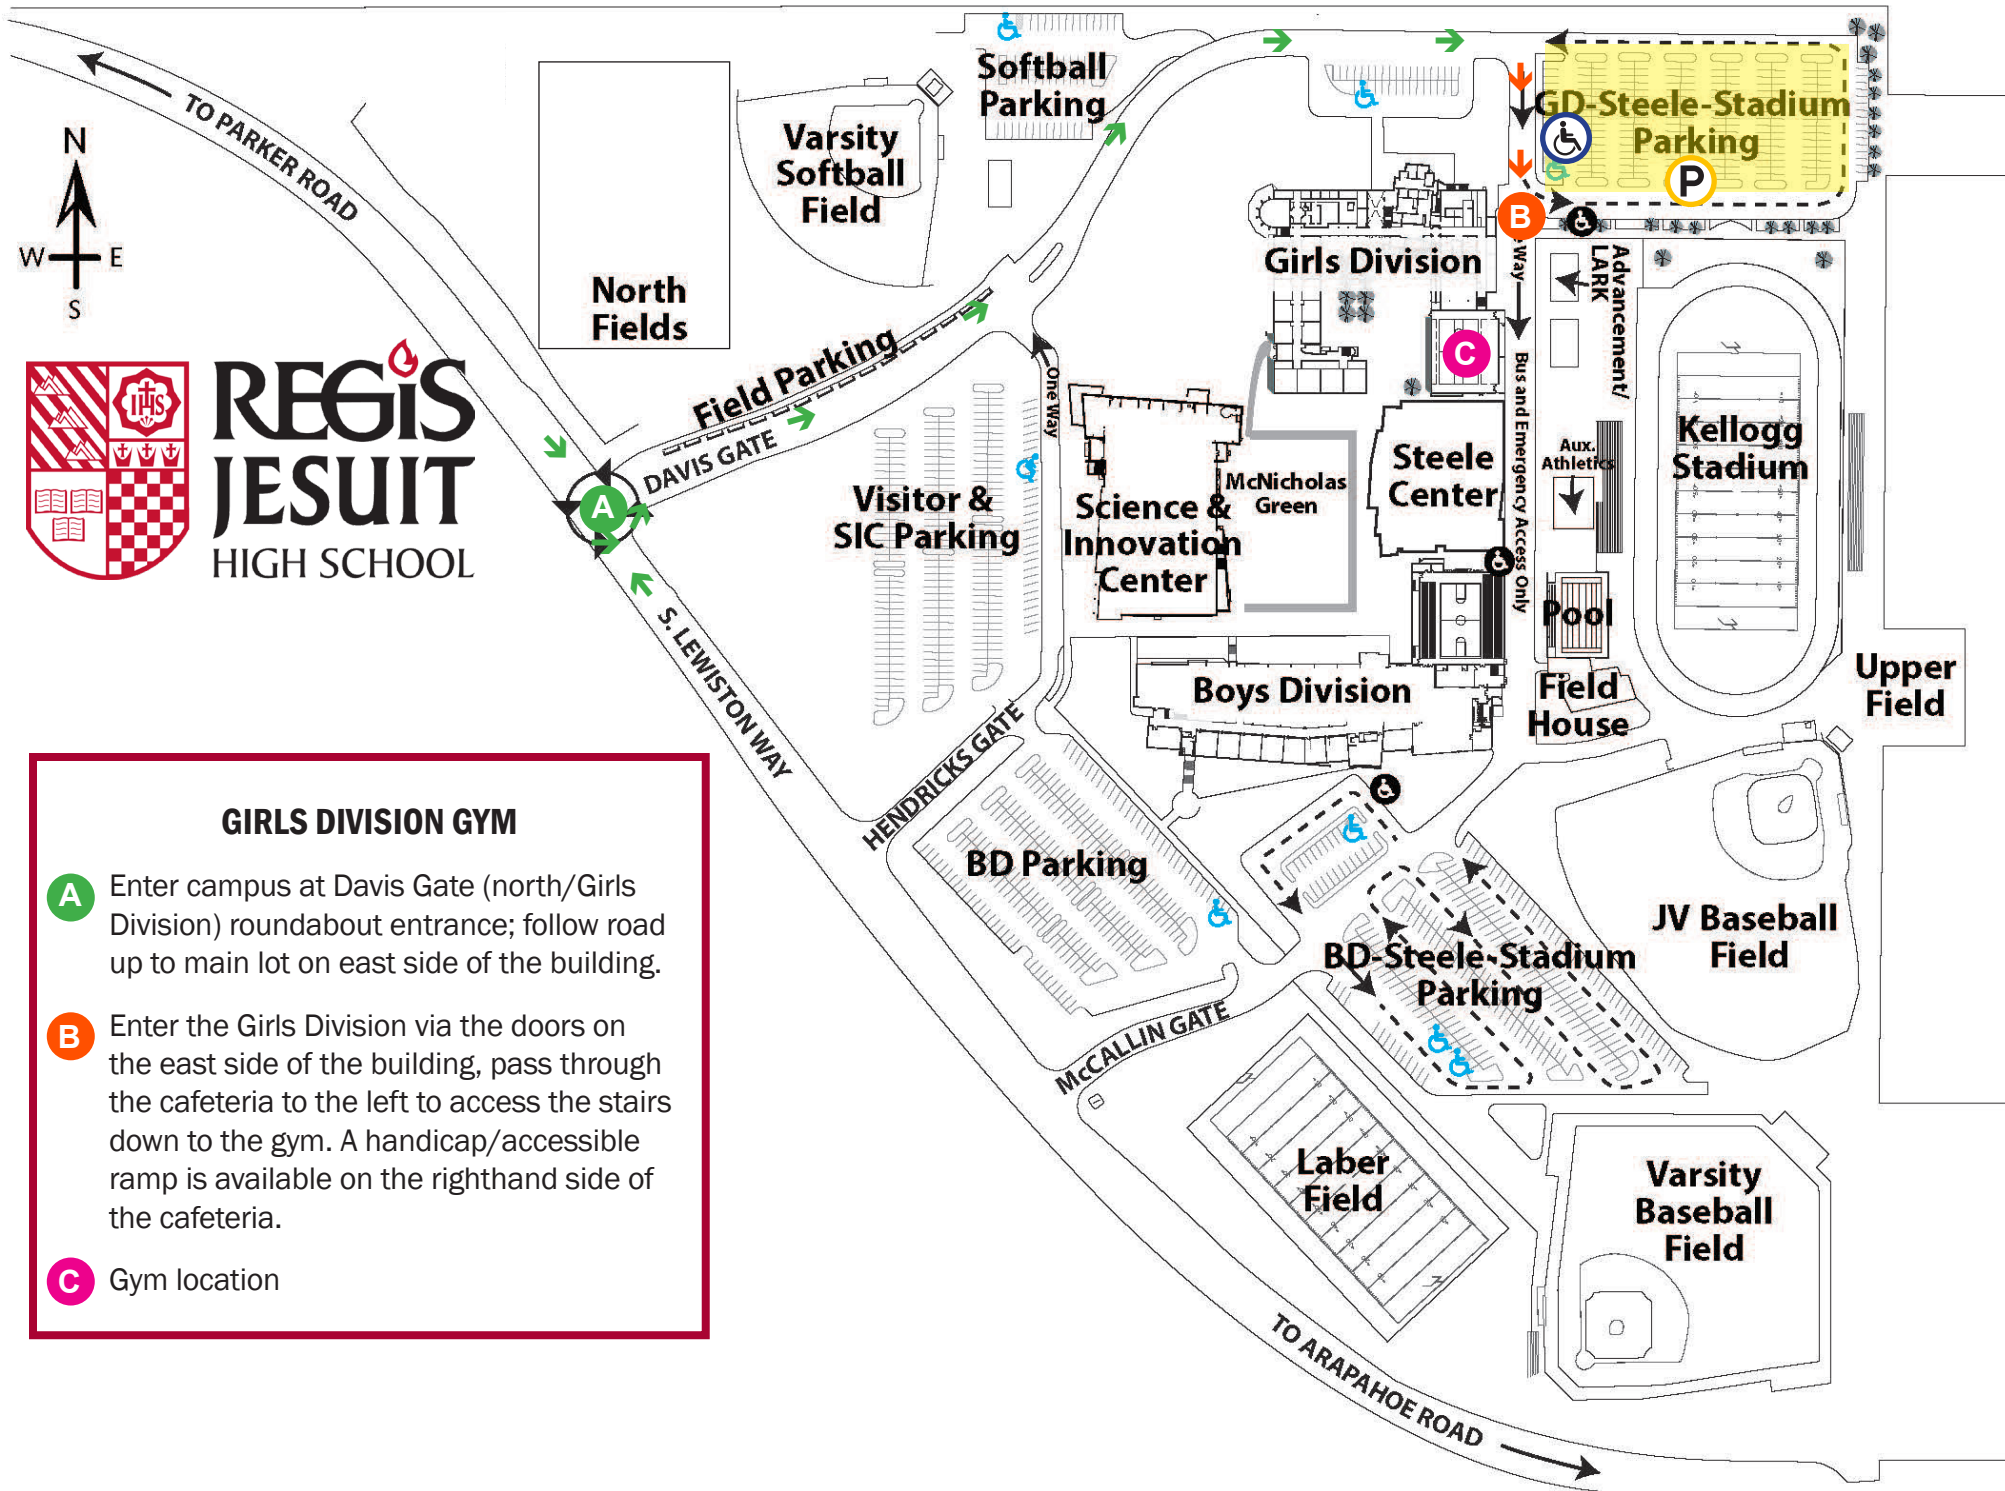 TO PARKER ROAD
N
W E
S
REGIS
JESUIT
HIGH SCHOOL
IHS
North
Fields
Varsity
Softball
Field
Softball
Parking
GD-Steele-Stadium
Parking
P
B
Girls Division
C
Way
Bus and Emergency Access Only
Advancement/
LARK
Field Parking
DAVIS GATE
A
One Way
Visitor &
SIC Parking
Science &
Innovation
Center
McNicholas
Green
Steele
Center
Aux.
Athletics
Kellogg
Stadium
Pool
Field
House
Upper
Field
Boys Division
S. LEWISTON WAY
HENDRICKS GATE
BD Parking
BD-Steele-Stadium
Parking
JV Baseball
Field
McCALLIN GATE
Laber
Field
Varsity
Baseball
Field
TO ARAPAHOE ROAD
GIRLS DIVISION GYM
A Enter campus at Davis Gate (north/Girls
Division) roundabout entrance; follow road
up to main lot on east side of the building.
B Enter the Girls Division via the doors on
the east side of the building, pass through
the cafeteria to the left to access the stairs
down to the gym. A handicap/accessible
ramp is available on the righthand side of
the cafeteria.
C Gym location